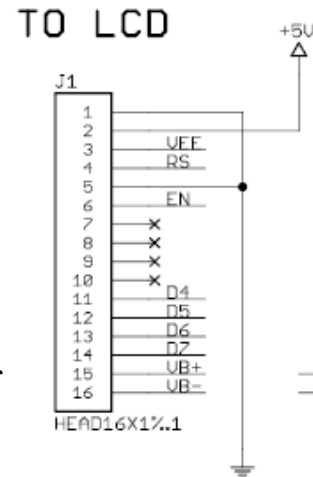 TO LCD
+5V
J1
1
2
3 VEE
4 RS
5
6 EN
7
8
9
10
11 D4
12 D5
13 D6
14 D7
15 VB+
16 VB-
HEAD16X1%.1